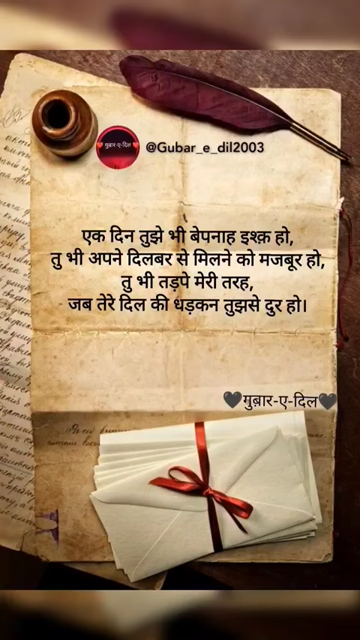 गुबार-ए-दिल
@Gubar_e_dil2003
एक दिन तुझे भी बेपनाह इश्क़ हो,
तु भी अपने दिलबर से मिलने को मजबूर हो,
तु भी तड़पे मेरी तरह,
जब तेरे दिल की धड़कन तुझसे दुर हो।
🖤गुब़ार-ए-दिल🖤